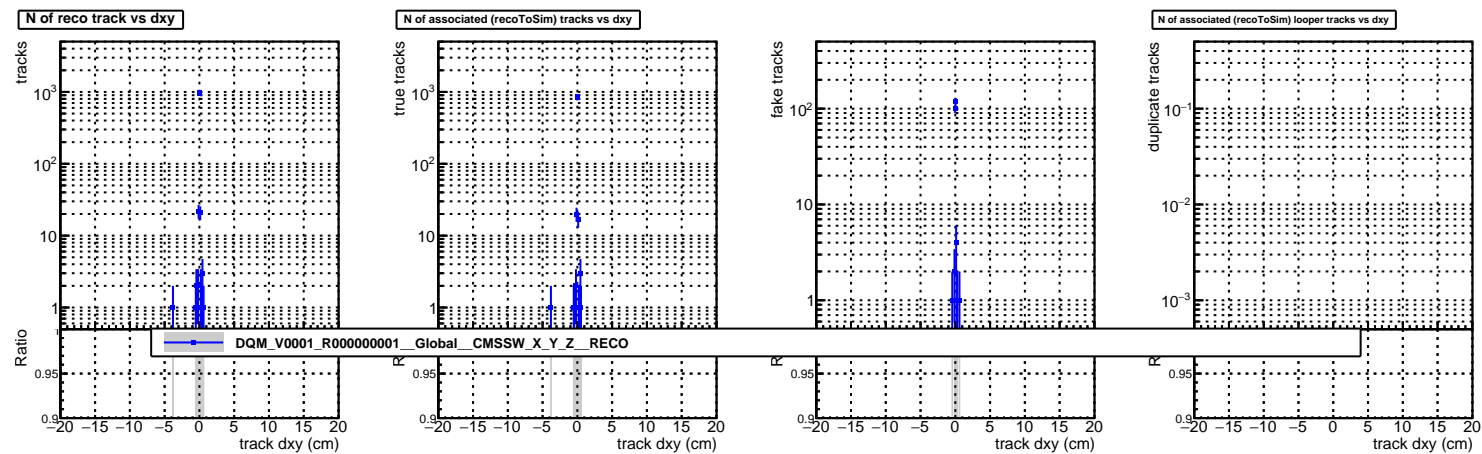 N of reco track vs dxy
N of associated (recoToSim) tracks vs dxy
N of associated (recoToSim) looper tracks vs dxy
tracks
10³
10²
10
1
Ratio
0.95
0.9
−20 −15 −10 −5 0 5 10 15 20
track dxy (cm)
true tracks
10³
10²
10
1
0.95
0.9
−20 −15 −10 −5 0 5 10 15 20
track dxy (cm)
fake tracks
10²
10
1
0.95
0.9
−20 −15 −10 −5 0 5 10 15 20
track dxy (cm)
duplicate tracks
10⁻¹
10⁻²
10⁻³
0.95
0.9
−20 −15 −10 −5 0 5 10 15 20
track dxy (cm)
DQM_V0001_R000000001__Global__CMSSW_X_Y_Z__RECO